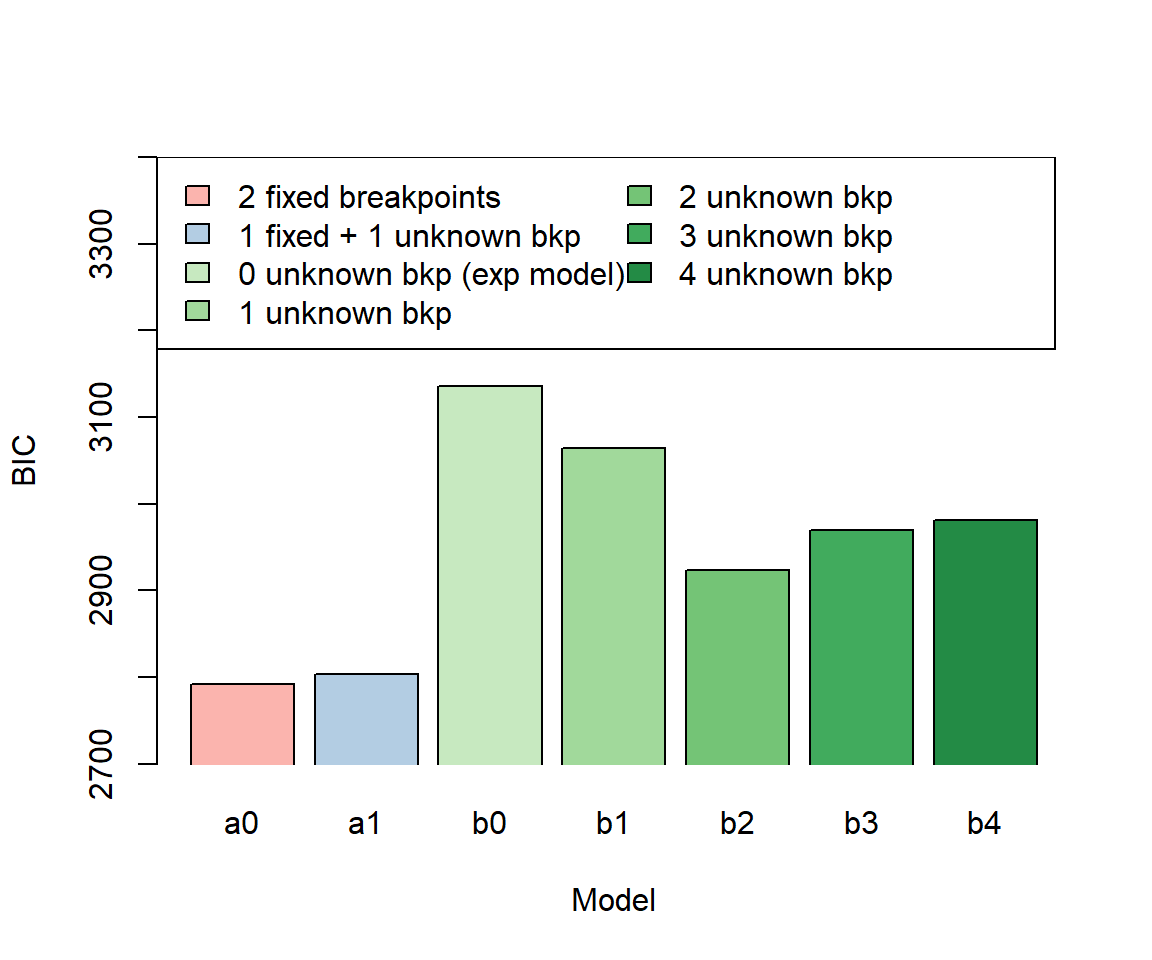 2 fixed breakpoints
1 fixed + 1 unknown bkp
0 unknown bkp (exp model)
1 unknown bkp
2 unknown bkp
3 unknown bkp
4 unknown bkp
BIC
3300
3100
2900
2700
a0 a1 b0 b1 b2 b3 b4
Model